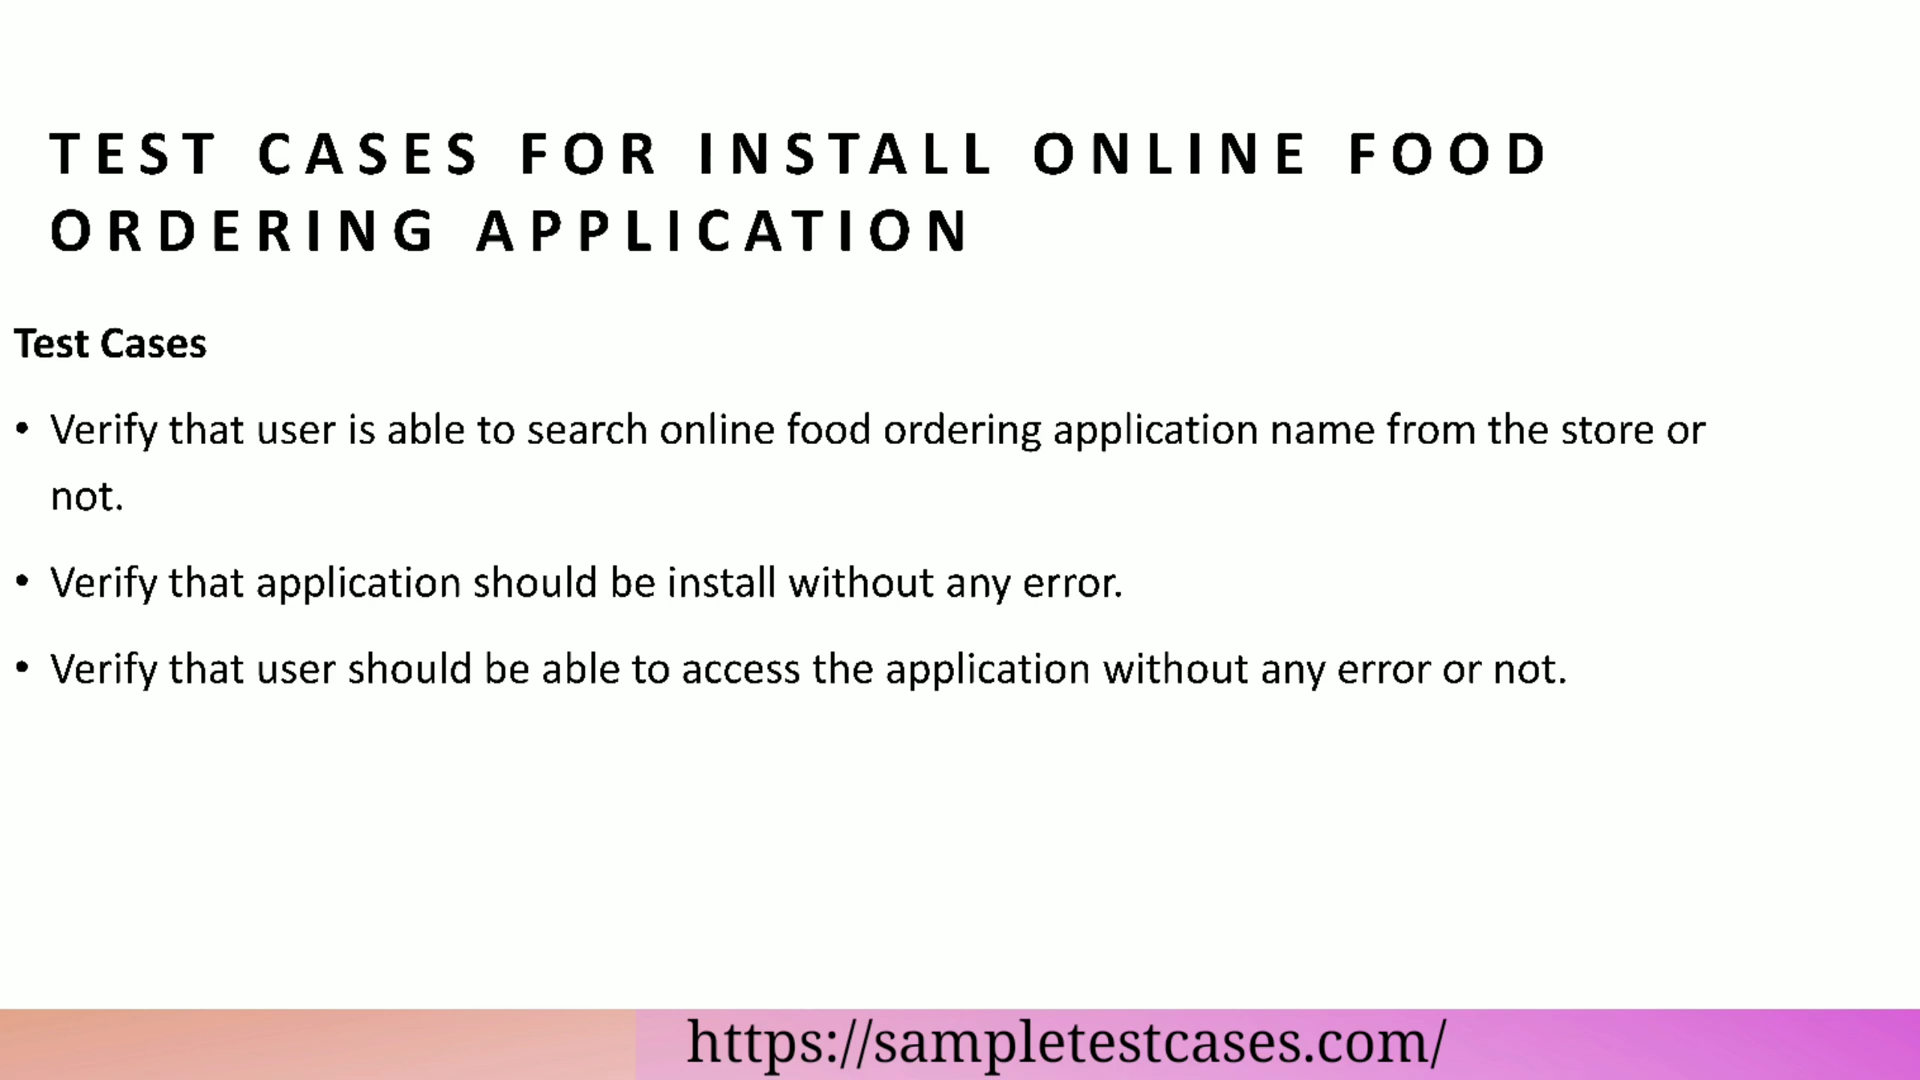 TEST CASES FOR INSTALL ONLINE FOOD
ORDERING APPLICATION
Test Cases
• Verify that user is able to search online food ordering application name from the store or
not.
• Verify that application should be install without any error.
• Verify that user should be able to access the application without any error or not.
https://sampletestcases.com/